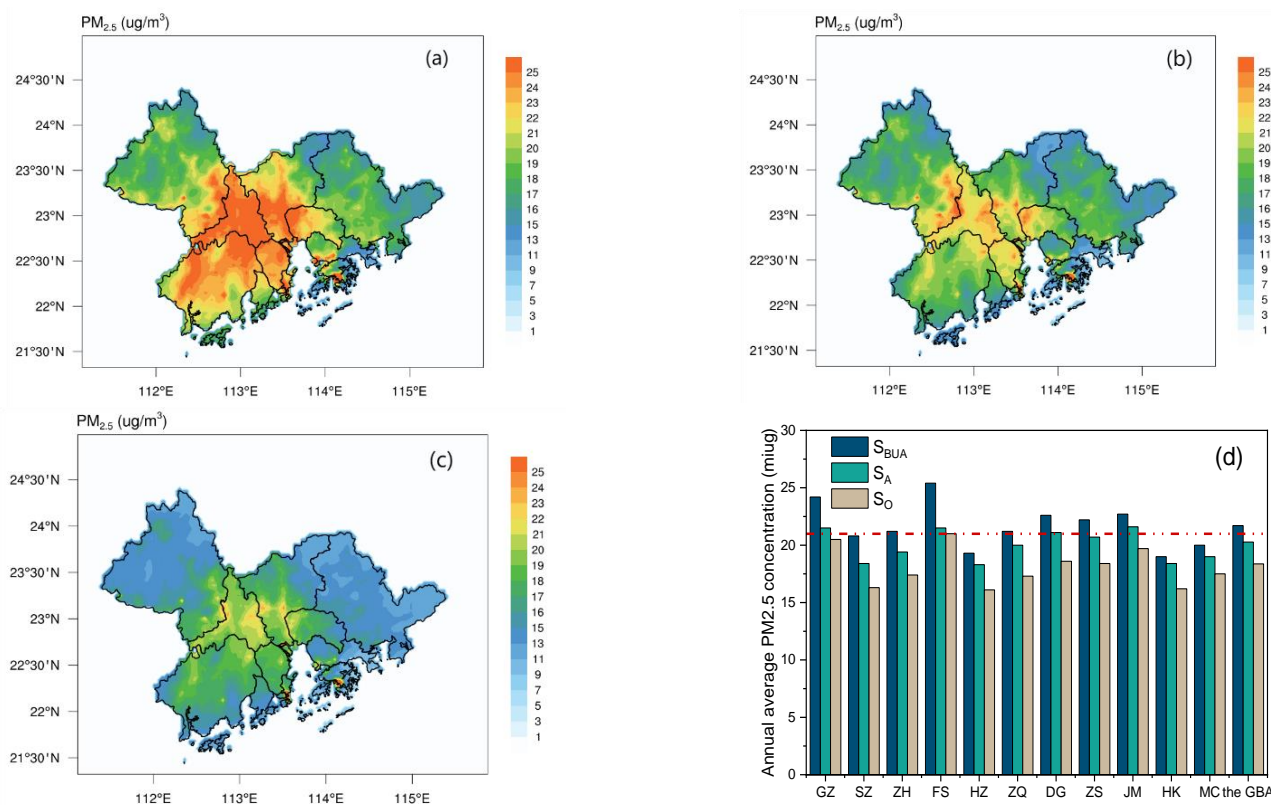 PM2.5 (ug/m3)
(a)
24°30'N
24°N
23°30'N
23°N
22°30'N
22°N
21°30'N
112°E 113°E 114°E 115°E
25
24
23
22
21
20
19
17
16
15
13
11
9
7
5
3
1
PM2.5 (ug/m3)
(b)
24°30'N
24°N
23°30'N
23°N
22°30'N
22°N
21°30'N
112°E 113°E 114°E 115°E
25
24
23
22
21
20
19
18
17
16
15
13
11
9
7
5
3
1
PM2.5 (ug/m3)
(c)
24°30'N
24°N
23°30'N
23°N
22°30'N
22°N
21°30'N
112°E 113°E 114°E 115°E
25
24
23
22
21
20
19
18
17
16
15
13
11
9
7
5
3
1
(d)
SBUA
SA
SO
Annual average PM2.5 concentration (miug)
30
25
20
15
10
5
0
GZ SZ ZH FS HZ ZQ DG ZS JM HK MC the GBA